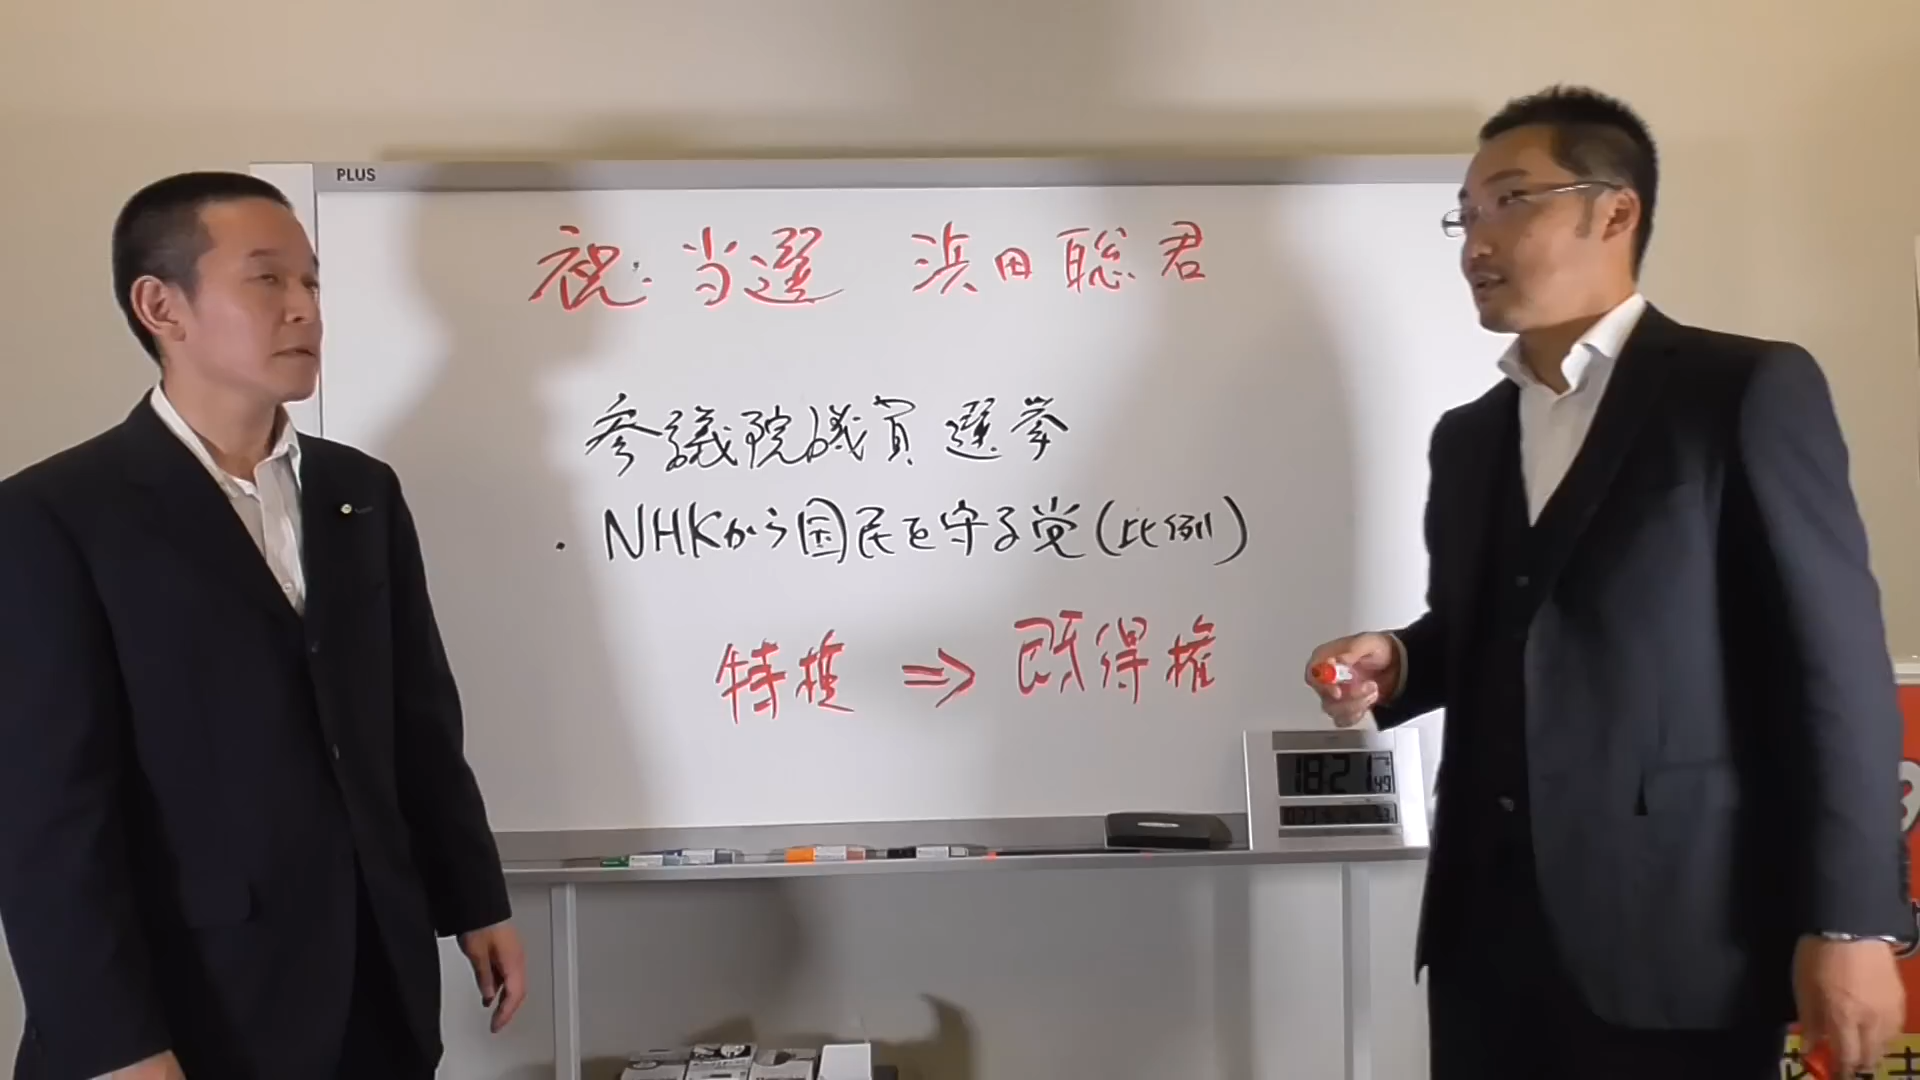 PLUS
祝・当選 浜田聡君
参議院議員選挙
・NHKから国民を守る党(比例)
特権 ⇒ 既得権
18:21 49